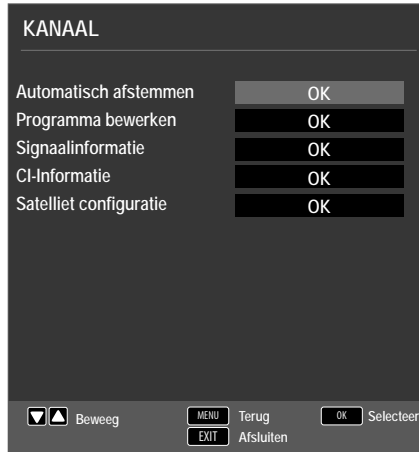 KANAAL
Automatisch afstemmen OK
Programma bewerken OK
Signaalinformatie OK
CI-Informatie OK
Satelliet configuratie OK
Beweeg MENU Terug OK Selecteer
EXIT Afsluiten